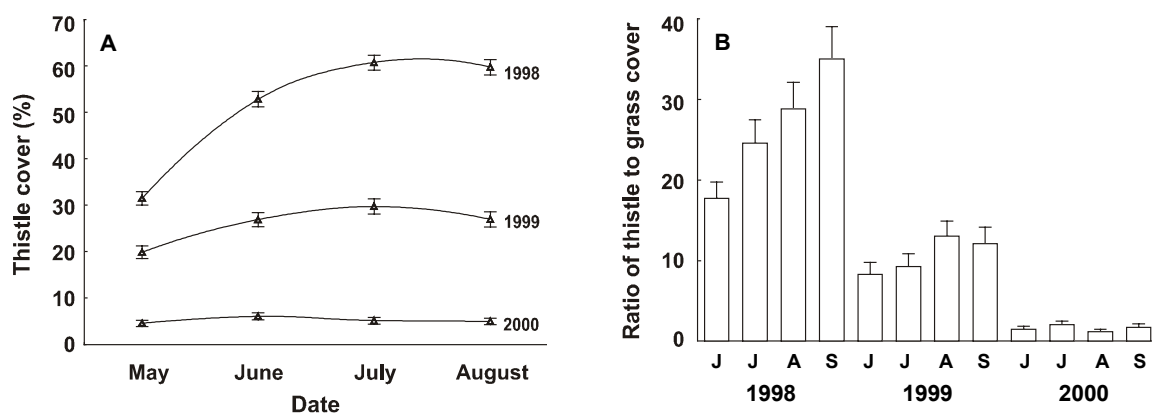 A
Thistle cover (%)
70
60
50
40
30
20
10
0
1998
1999
2000
May June July August
Date
B
Ratio of thistle to grass cover
40
30
20
10
0
J J A S J J A S J J A S
1998 1999 2000